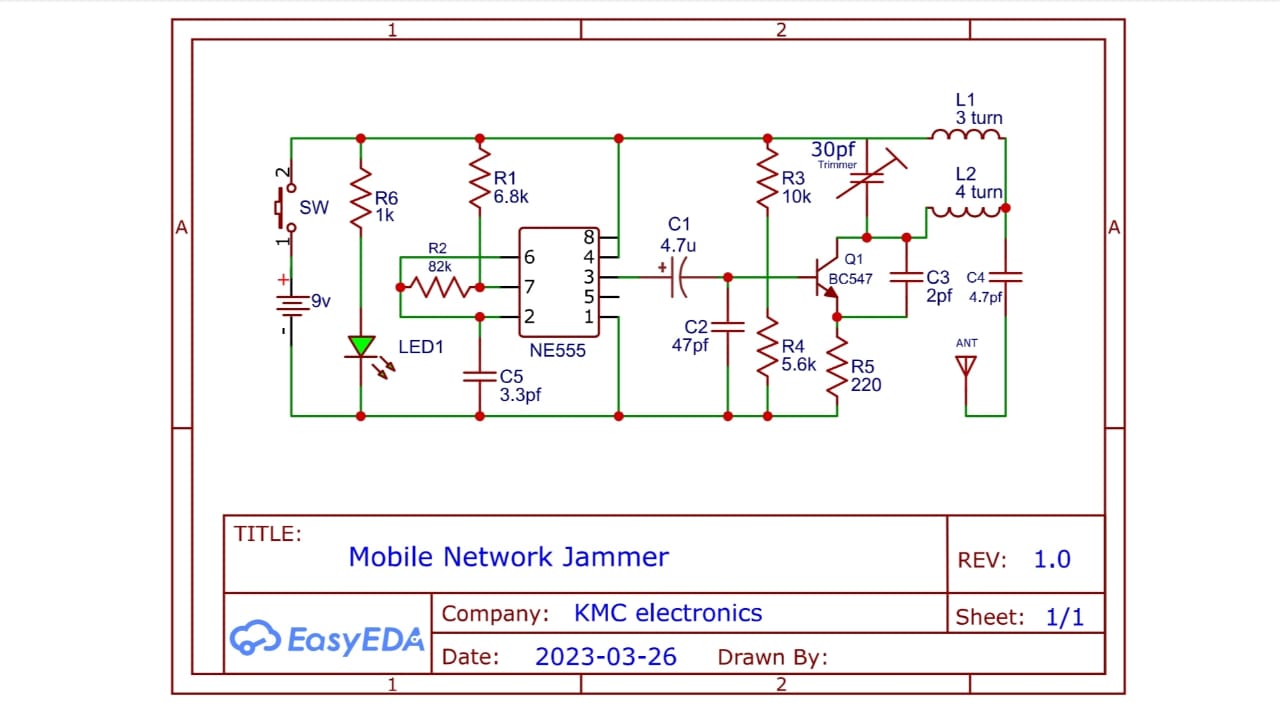 1 2
L1
3 turn
30pf
Trimmer
L2
4 turn
2
SW
1
R6
1k
R1
6.8k
R3
10k
A A
C1
4.7u
+
R2
82k
8
6 4
3
7 5
2 1
NE555
Q1
BC547
C3
2pf
C4
4.7pf
+
9v
-
LED1
C2
47pf
R4
5.6k
ANT
R5
220
C5
3.3pf
TITLE:
Mobile Network Jammer
REV: 1.0
EasyEDA
Company: KMC electronics
Sheet: 1/1
Date: 2023-03-26 Drawn By:
1 2